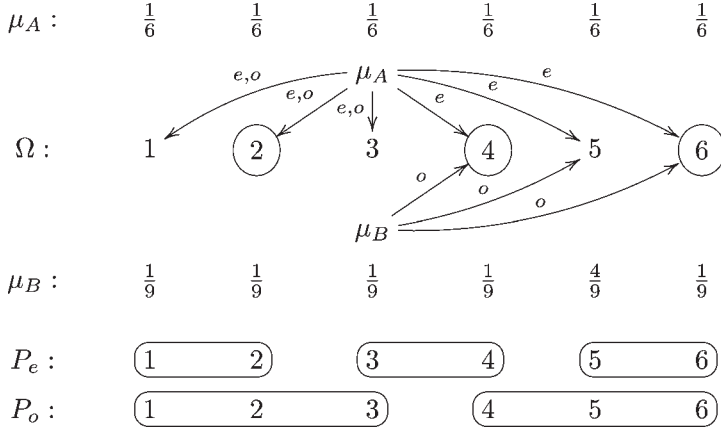 μ_A : 1/6 1/6 1/6 1/6 1/6 1/6
μ_A
e,o e,o e,o e e e
Ω : 1 2 3 4 5 6
o o o
μ_B
μ_B : 1/9 1/9 1/9 1/9 4/9 1/9
P_e : 1 2 3 4 5 6
P_o : 1 2 3 4 5 6